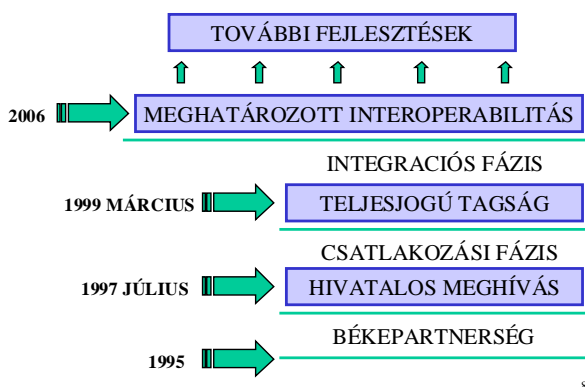 TOVÁBBI FEJLESZTÉSEK
2006 MEGHATÁROZOTT INTEROPERABILITÁS
INTEGRACIÓS FÁZIS
1999 MÁRCIUS TELJESJOGÚ TAGSÁG
CSATLAKOZÁSI FÁZIS
1997 JÚLIUS HIVATALOS MEGHÍVÁS
BÉKEPARTNERSÉG
1995